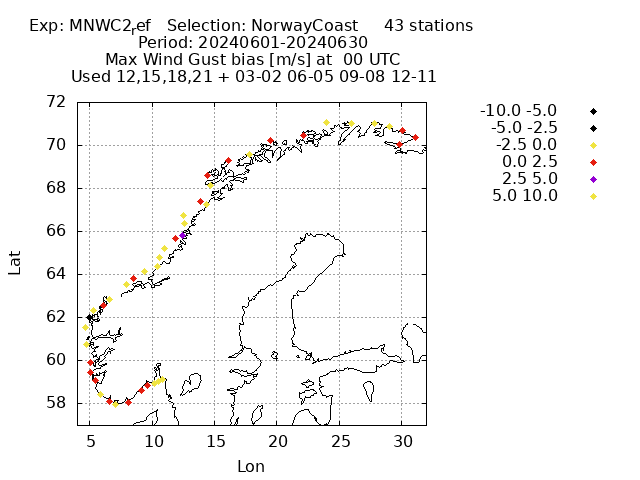 Exp: MNWC2ref   Selection: NorwayCoast     43 stations
Period: 20240601-20240630
Max Wind Gust bias [m/s] at  00 UTC
Used 12,15,18,21 + 03-02 06-05 09-08 12-11
-10.0 -5.0
-5.0 -2.5
-2.5 0.0
0.0 2.5
2.5 5.0
5.0 10.0
72
70
68
66
64
62
60
58
Lat
5 10 15 20 25 30
Lon